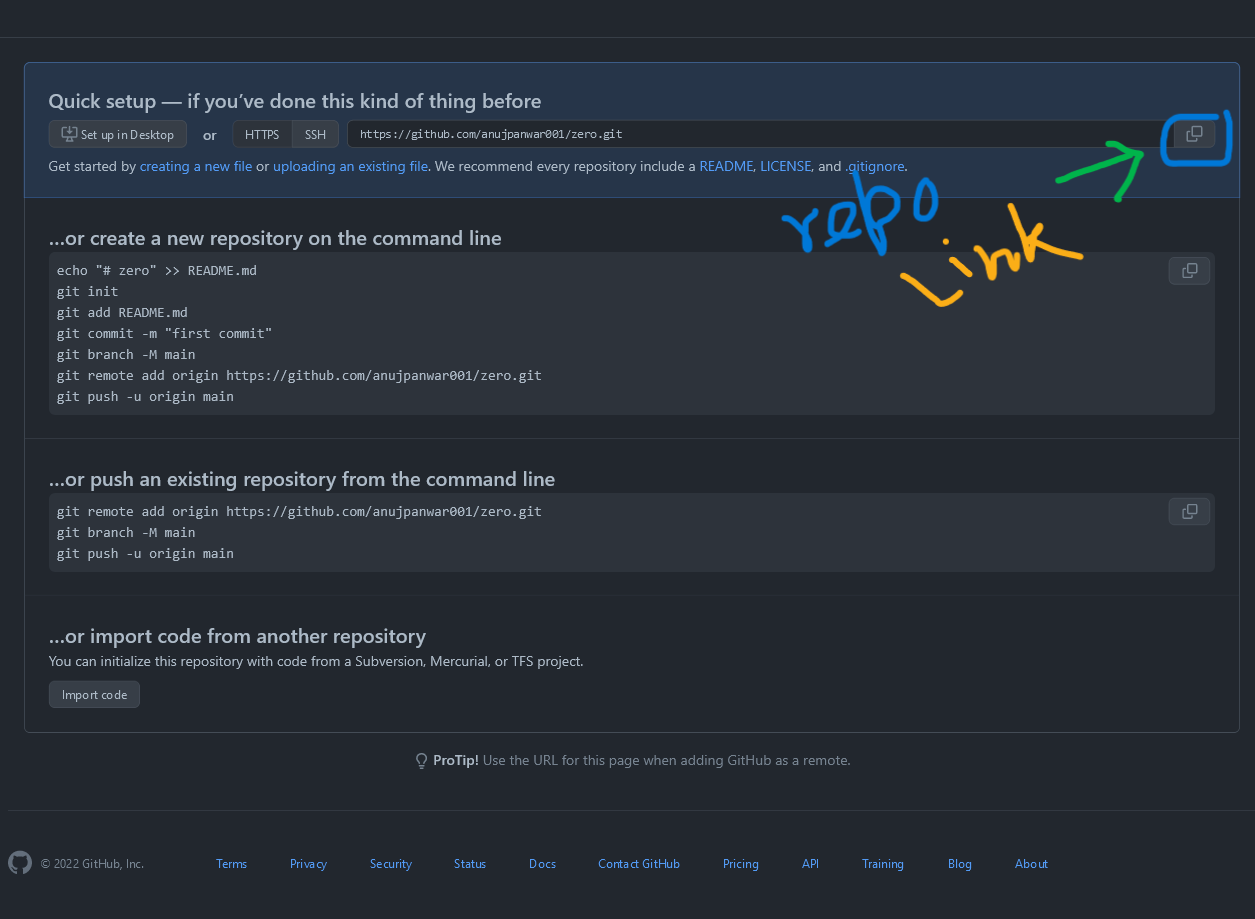 Quick setup — if you’ve done this kind of thing before
Set up in Desktop or HTTPS SSH https://github.com/anujpanwar001/zero.git
Get started by creating a new file or uploading an existing file. We recommend every repository include a README, LICENSE, and .gitignore.
repo
Link
…or create a new repository on the command line
echo "# zero" >> README.md
git init
git add README.md
git commit -m "first commit"
git branch -M main
git remote add origin https://github.com/anujpanwar001/zero.git
git push -u origin main
…or push an existing repository from the command line
git remote add origin https://github.com/anujpanwar001/zero.git
git branch -M main
git push -u origin main
…or import code from another repository
You can initialize this repository with code from a Subversion, Mercurial, or TFS project.
Import code
ProTip! Use the URL for this page when adding GitHub as a remote.
© 2022 GitHub, Inc. Terms Privacy Security Status Docs Contact GitHub Pricing API Training Blog About